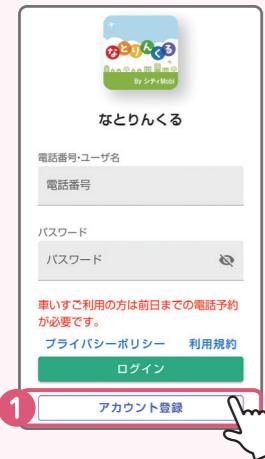 なとりんくる
By シティMobi
なとりんくる
電話番号・ユーザ名
電話番号
パスワード
パスワード
車いすご利用の方は前日までの電話予約
が必要です。
プライバシーポリシー 利用規約
ログイン
1 アカウント登録